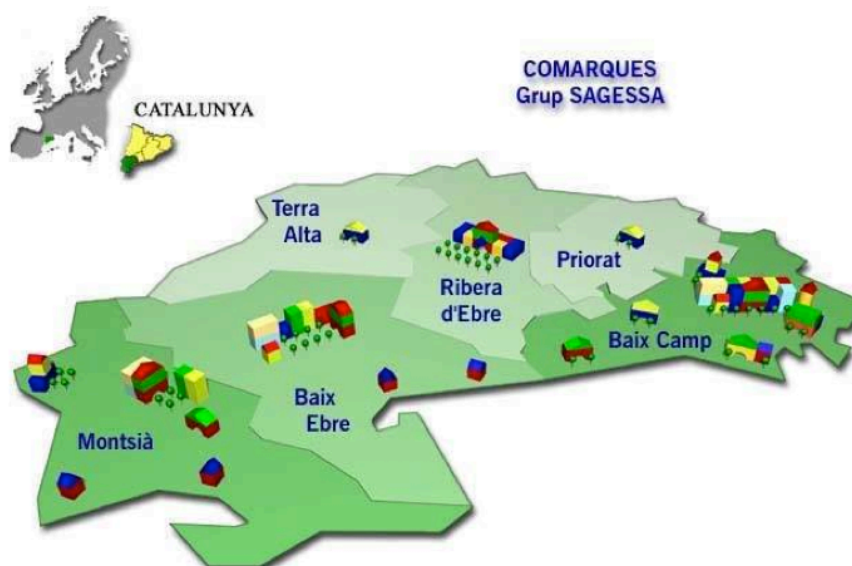 COMARQUES
Grup SAGESSA
CATALUNYA
Terra
Alta
Priorat
Ribera
d'Ebre
Baix Camp
Baix
Ebre
Montsià